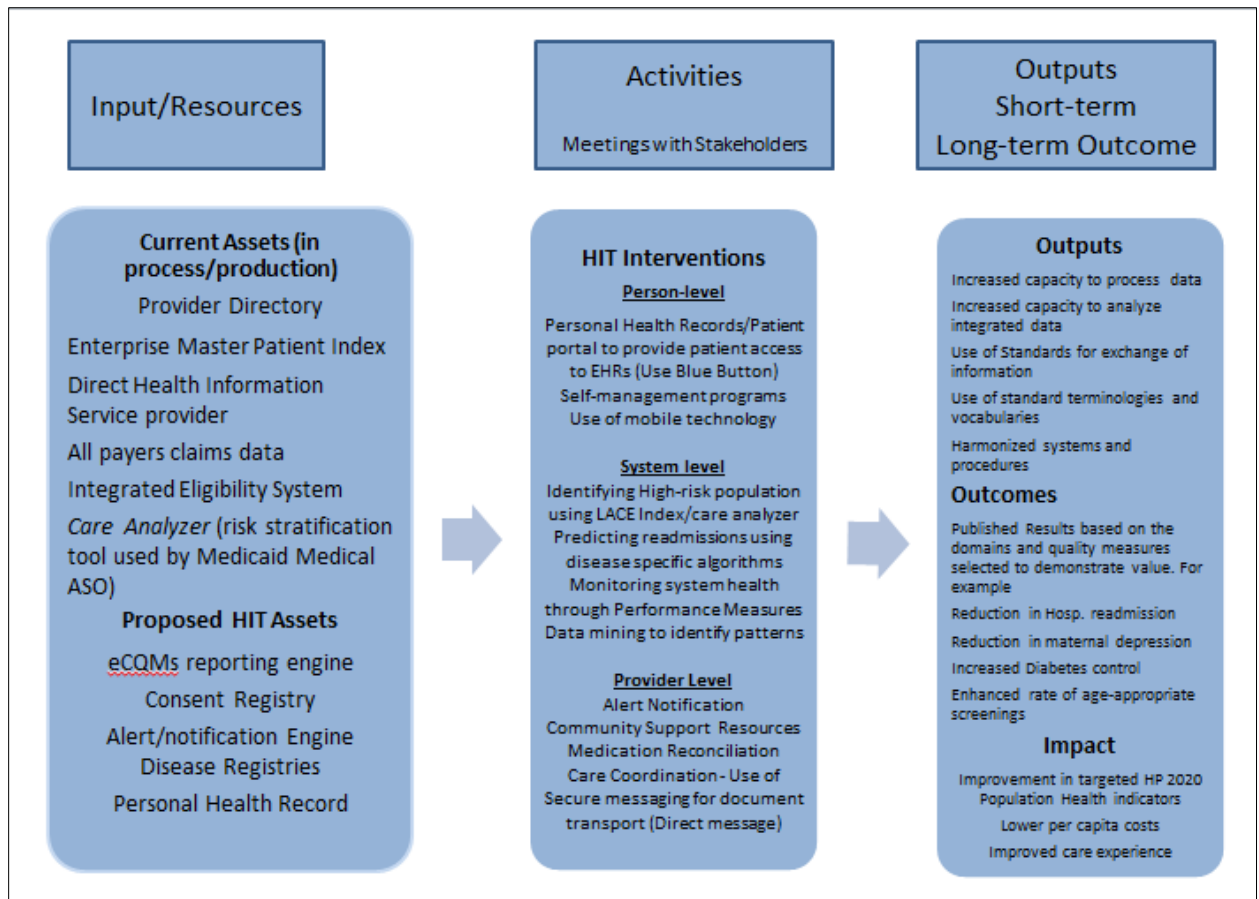 Input/Resources
Activities
Meetings with Stakeholders
Outputs
Short-term
Long-term Outcome
Current Assets (in
process/production)
Provider Directory
Enterprise Master Patient Index
Direct Health Information
Service provider
All payers claims data
Integrated Eligibility System
Care Analyzer (risk stratification
tool used by Medicaid Medical
ASO)
Proposed HIT Assets
eCQMs reporting engine
Consent Registry
Alert/notification Engine
Disease Registries
Personal Health Record
HIT Interventions
Person-level
Personal Health Records/Patient
portal to provide patient access
to EHRs (Use Blue Button)
Self-management programs
Use of mobile technology
System level
Identifying High-risk population
using LACE Index/care analyzer
Predicting readmissions using
disease specific algorithms
Monitoring system health
through Performance Measures
Data mining to identify patterns
Provider Level
Alert Notification
Community Support Resources
Medication Reconciliation
Care Coordination - Use of
Secure messaging for document
transport (Direct message)
Outputs
Increased capacity to process data
Increased capacity to analyze
integrated data
Use of Standards for exchange of
information
Use of standard terminologies and
vocabularies
Harmonized systems and
procedures
Outcomes
Published Results based on the
domains and quality measures
selected to demonstrate value. For
example
Reduction in Hosp. readmission
Reduction in maternal depression
Increased Diabetes control
Enhanced rate of age-appropriate
screenings
Impact
Improvement in targeted HP 2020
Population Health indicators
Lower per capita costs
Improved care experience